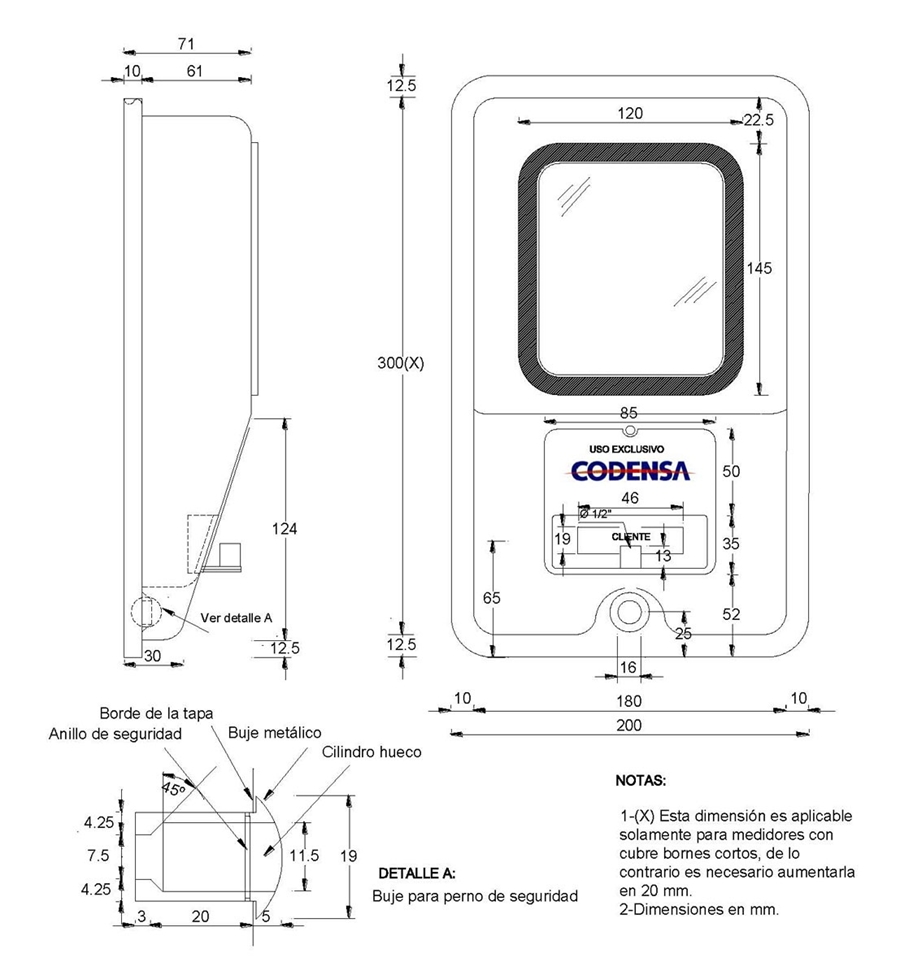 71
10
61
12.5
120
22.5
145
300(X)
85
USO EXCLUSIVO
CODENSA
50
46
Ø 1/2"
19
CLIENTE
13
35
124
65
52
25
Ver detalle A
12.5
12.5
30
16
10
180
10
200
Borde de la tapa
Anillo de seguridad
Buje metálico
Cilindro hueco
45°
4.25
7.5
4.25
11.5
19
3
20
5
DETALLE A:
Buje para perno de seguridad
NOTAS:
1-(X) Esta dimensión es aplicable
solamente para medidores con
cubre bornes cortos, de lo
contrario es necesario aumentarla
en 20 mm.
2-Dimensiones en mm.